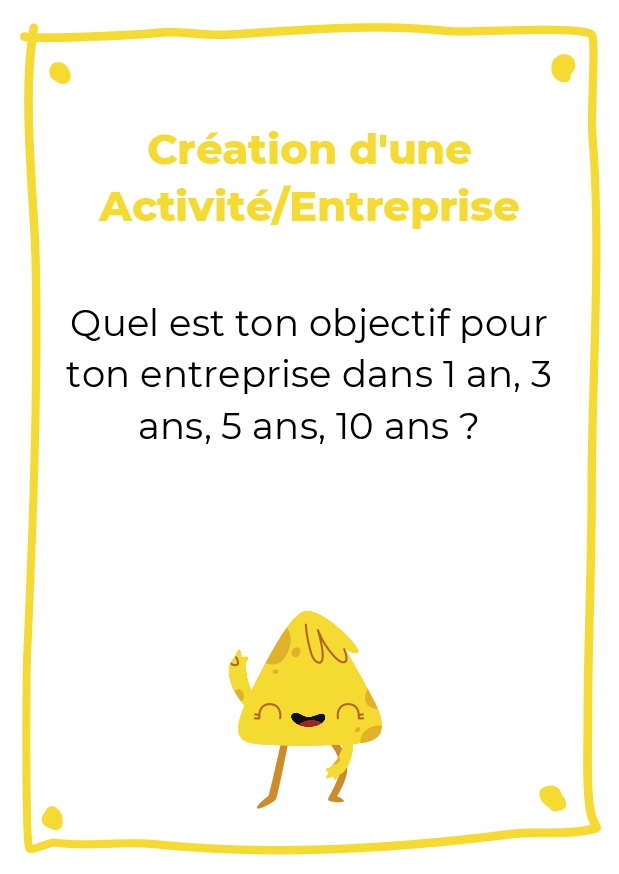 Création d'une
Activité/Entreprise
Quel est ton objectif pour
ton entreprise dans 1 an, 3
ans, 5 ans, 10 ans ?